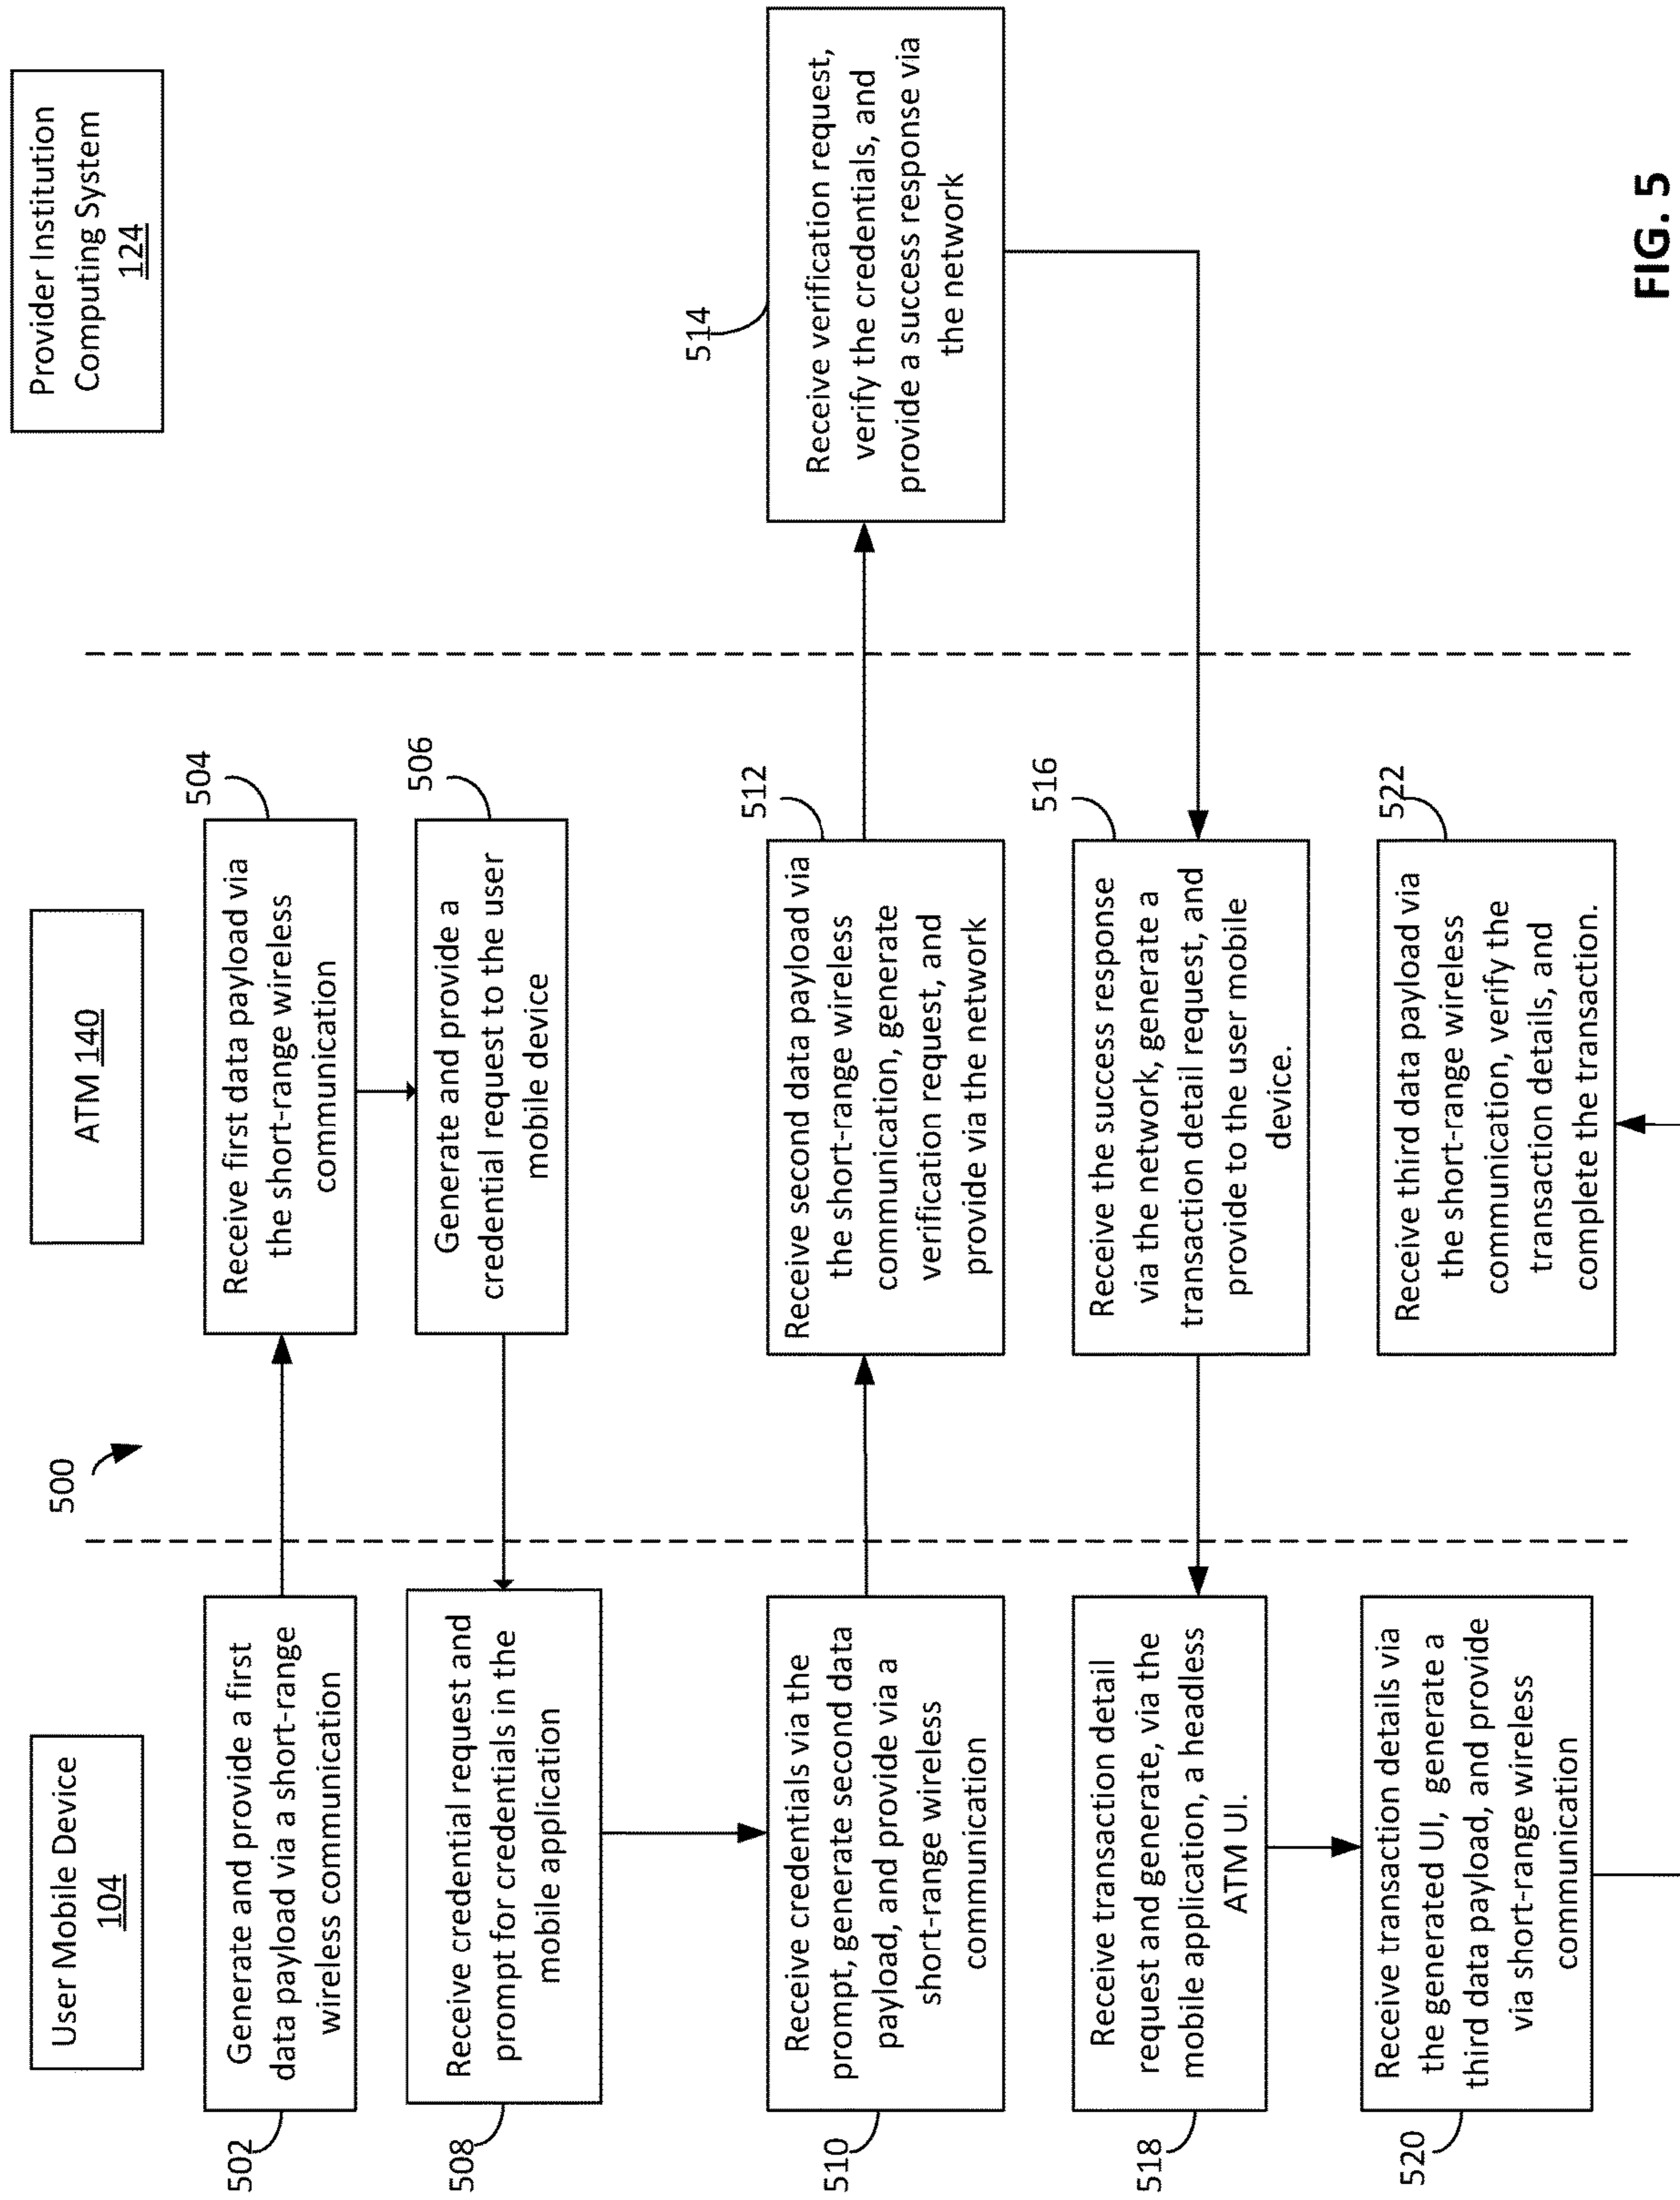 500
User Mobile Device
104
ATM 140
Provider Institution
Computing System
124
502
Generate and provide a first
data payload via a short-range
wireless communication
504
Receive first data payload via
the short-range wireless
communication
506
Generate and provide a
credential request to the user
mobile device
508
Receive credential request and
prompt for credentials in the
mobile application
510
Receive credentials via the
prompt, generate second data
payload, and provide via a
short-range wireless
communication
512
Receive second data payload via
the short-range wireless
communication, generate
verification request, and
provide via the network
514
Receive verification request,
verify the credentials, and
provide a success response via
the network
516
Receive the success response
via the network, generate a
transaction detail request, and
provide to the user mobile
device.
518
Receive transaction detail
request and generate, via the
mobile application, a headless
ATM UI.
520
Receive transaction details via
the generated UI, generate a
third data payload, and provide
via short-range wireless
communication
522
Receive third data payload via
the short-range wireless
communication, verify the
transaction details, and
complete the transaction.
FIG. 5